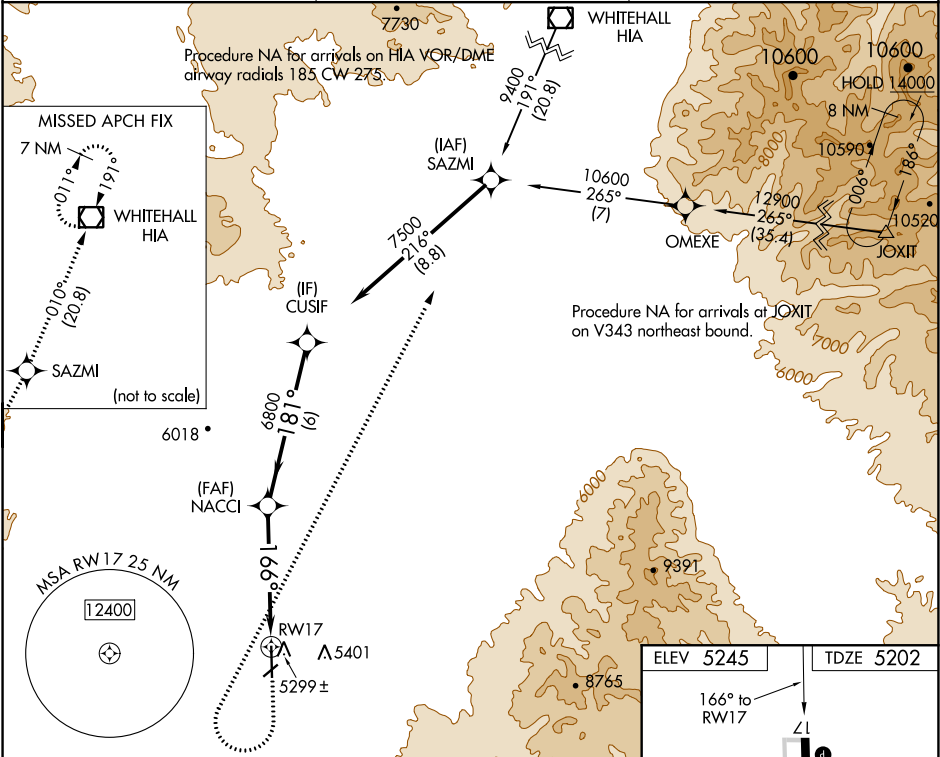 7730
WHITEHALL
HIA
Procedure NA for arrivals on HIA VOR/DME
airway radials 185 CW 275.
9400
191°
(20.8)
10600
10600
HOLD 14000
8 NM
10590
186°
006°
10520
8000
MISSED APCH FIX
7 NM
011°
191°
WHITEHALL
HIA
010°
(20.8)
SAZMI
(not to scale)
(IAF)
SAZMI
10600
265°
(7)
12900
265°
(35.4)
OMEXE
JOXIT
7500
216°
(8.8)
(IF)
CUSIF
Procedure NA for arrivals at JOXIT
on V343 northeast bound.
7000
6000
6800
181°
(6)
6018
(FAF)
NACCI
6000
166°
9391
MSA RW17 25 NM
12400
RW17
5401
5299±
8765
ELEV 5245
TDZE 5202
166° to
RW17
17
P